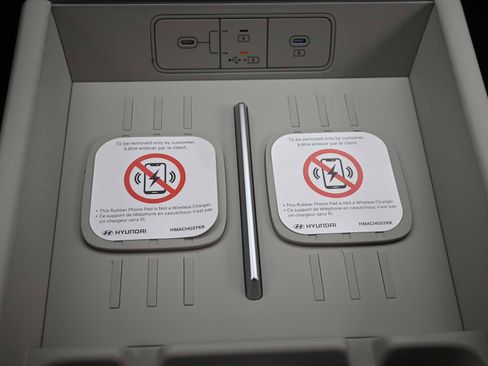 To be removed only by customer.
à être enlever par le client.
• This Rubber Phone Pad is Not a Wireless Charger.
• Ce support de téléphone en caoutchouc n'est pas
un chargeur sans fil.
HYUNDAI HMACHGSTKR
To be removed only by customer.
à être enlever par le client.
• This Rubber Phone Pad is Not a Wireless Charger.
• Ce support de téléphone en caoutchouc n'est pas
un chargeur sans fil.
HYUNDAI HMACHGSTKR